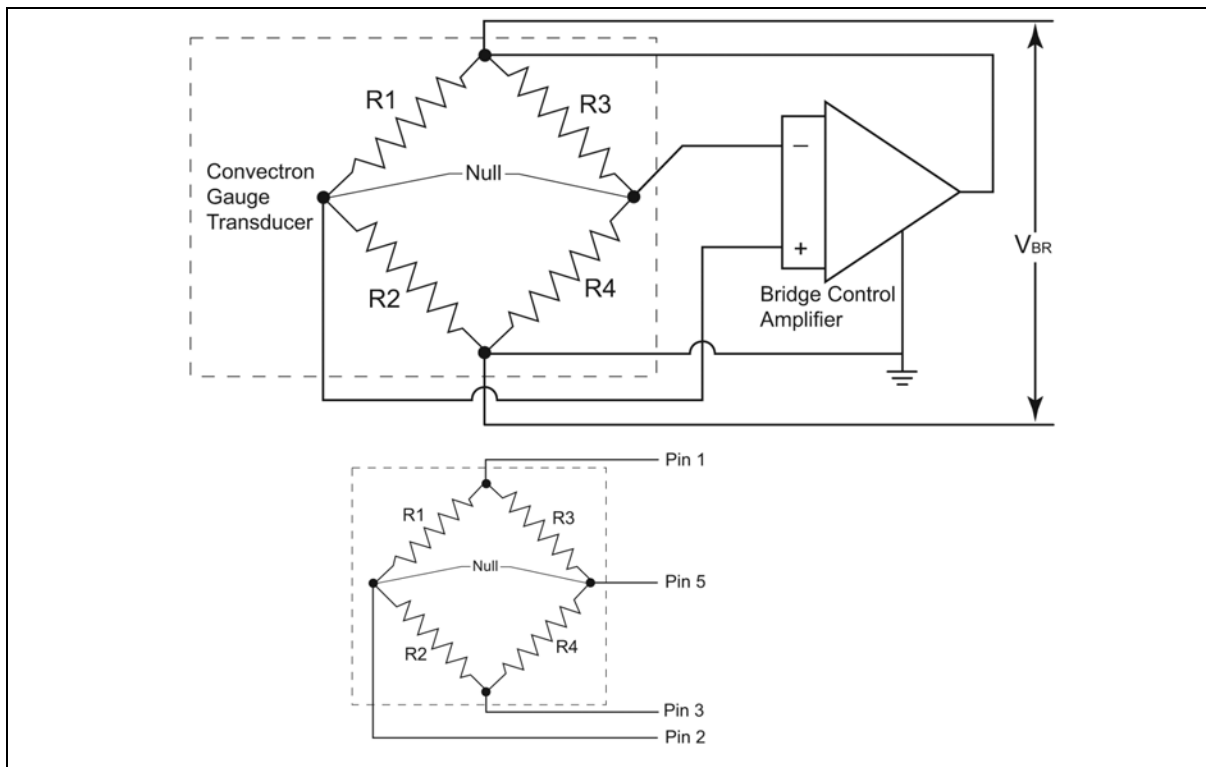 R1
R3
Convectron
Gauge
Transducer
Null
–
+
R2
R4
Bridge Control
Amplifier
VBR
Pin 1
R1
R3
Null
Pin 5
R2
R4
Pin 3
Pin 2